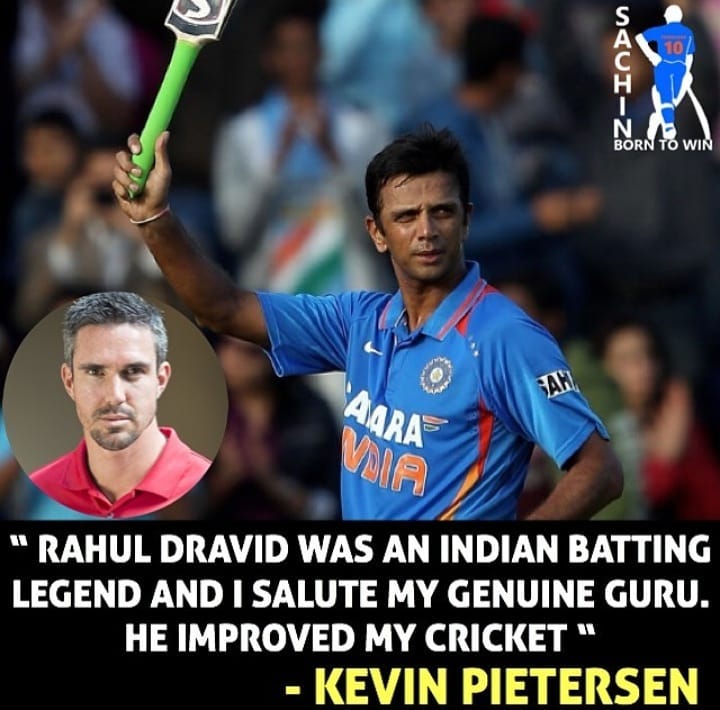 S
A
C
H
I
N
10
BORN TO WIN
SAH
SAHARA
INDIA
" RAHUL DRAVID WAS AN INDIAN BATTING
LEGEND AND I SALUTE MY GENUINE GURU.
HE IMPROVED MY CRICKET "
- KEVIN PIETERSEN